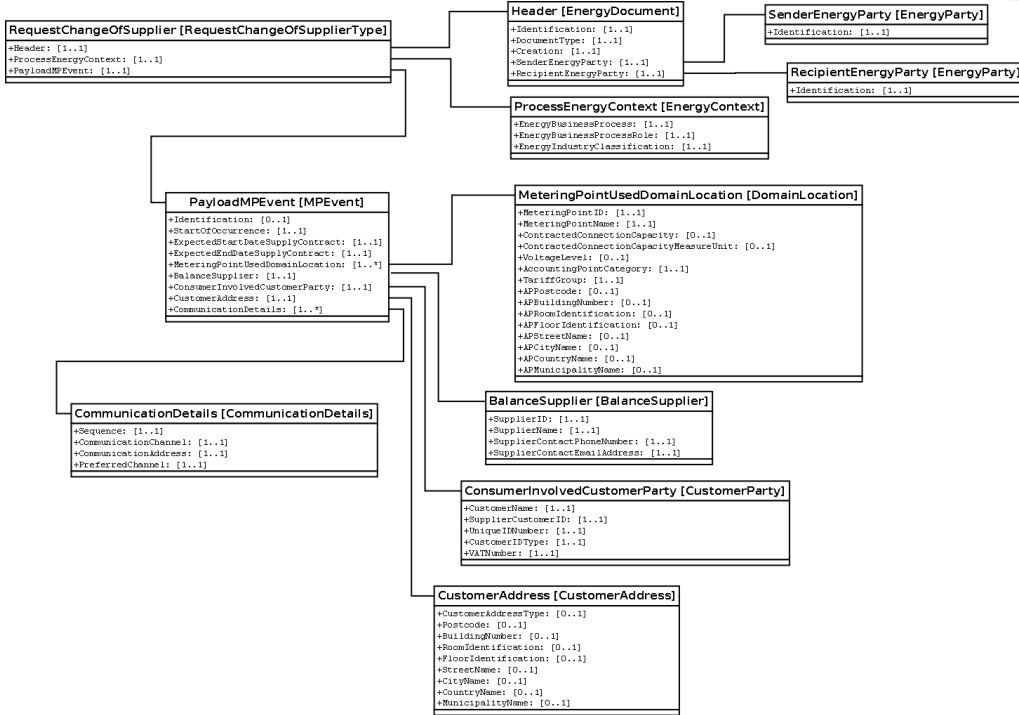 RequestChangeOfSupplier [RequestChangeOfSupplierType]
+Header: [1..1]
+ProcessEnergyContext: [1..1]
+PayloadMPEvent: [1..1]
Header [EnergyDocument]
+Identification: [1..1]
+DocumentType: [1..1]
+Creation: [1..1]
+SenderEnergyParty: [1..1]
+RecipientEnergyParty: [1..1]
SenderEnergyParty [EnergyParty]
+Identification: [1..1]
RecipientEnergyParty [EnergyParty]
+Identification: [1..1]
ProcessEnergyContext [EnergyContext]
+EnergyBusinessProcess: [1..1]
+EnergyBusinessProcessRole: [1..1]
+EnergyIndustryClassification: [1..1]
PayloadMPEvent [MPEvent]
+Identification: [0..1]
+StartOfOccurrence: [1..1]
+ExpectedStartDateSupplyContract: [1..1]
+ExpectedEndDateSupplyContract: [1..1]
+MeteringPointUsedDomainLocation: [1..*]
+BalanceSupplier: [1..1]
+ConsumerInvolvedCustomerParty: [1..1]
+CustomerAddress: [1..1]
+CommunicationDetails: [1..*]
MeteringPointUsedDomainLocation [DomainLocation]
+MeteringPointID: [1..1]
+MeteringPointName: [1..1]
+ContractedConnectionCapacity: [0..1]
+ContractedConnectionCapacityMeasureUnit: [0..1]
+VoltageLevel: [0..1]
+AccountingPointCategory: [1..1]
+TariffGroup: [1..1]
+APPostcode: [0..1]
+APBuildingNumber: [0..1]
+APRoomIdentification: [0..1]
+APFloorIdentification: [0..1]
+APStreetName: [0..1]
+APCityName: [0..1]
+APCountryName: [0..1]
+APMunicipalityName: [0..1]
CommunicationDetails [CommunicationDetails]
+Sequence: [1..1]
+CommunicationChannel: [1..1]
+CommunicationAddress: [1..1]
+PreferredChannel: [1..1]
BalanceSupplier [BalanceSupplier]
+SupplierID: [1..1]
+SupplierName: [1..1]
+SupplierContactPhoneNumber: [1..1]
+SupplierContactEmailAddress: [1..1]
ConsumerInvolvedCustomerParty [CustomerParty]
+CustomerName: [1..1]
+SupplierCustomerID: [1..1]
+UniqueIDNumber: [1..1]
+CustomerIDType: [1..1]
+VATNumber: [1..1]
CustomerAddress [CustomerAddress]
+CustomerAddressType: [0..1]
+Postcode: [0..1]
+BuildingNumber: [0..1]
+RoomIdentification: [0..1]
+FloorIdentification: [0..1]
+StreetName: [0..1]
+CityName: [0..1]
+CountryName: [0..1]
+MunicipalityName: [0..1]